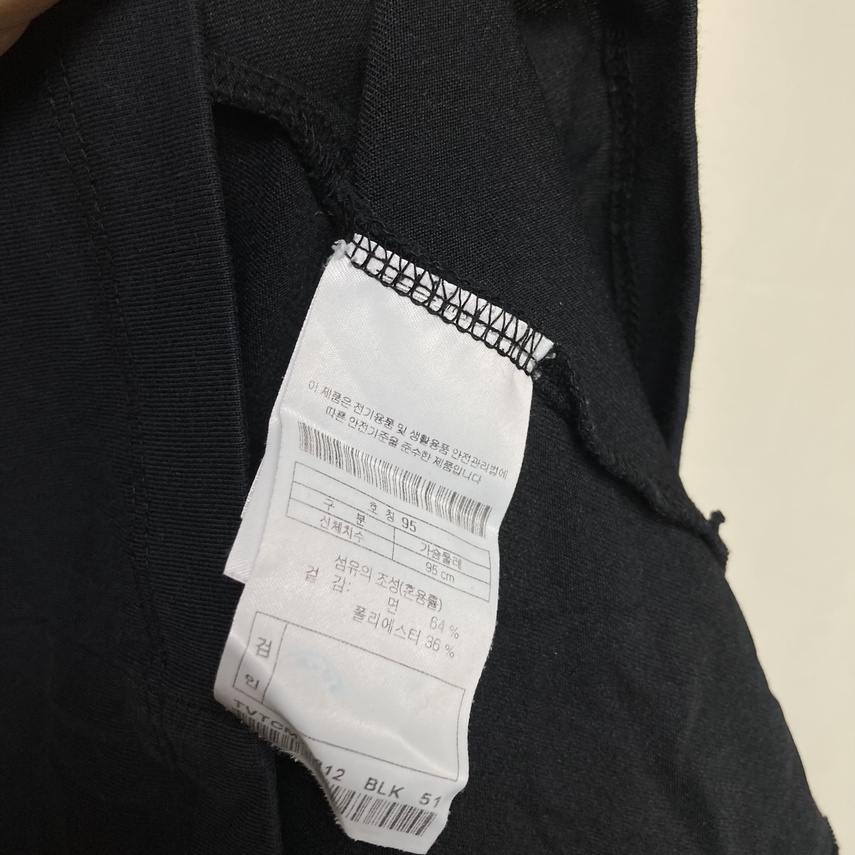 이 제품은 전기용품 및 생활용품 안전관리법에
따른 안전기준을 준수한 제품입니다
호칭 95
구 분 가슴둘레
신체치수 95 cm
섬유의 조성(혼용률)
겉 감: 면 64 %
폴리에스터 36 %
검
인
12 BLK 51